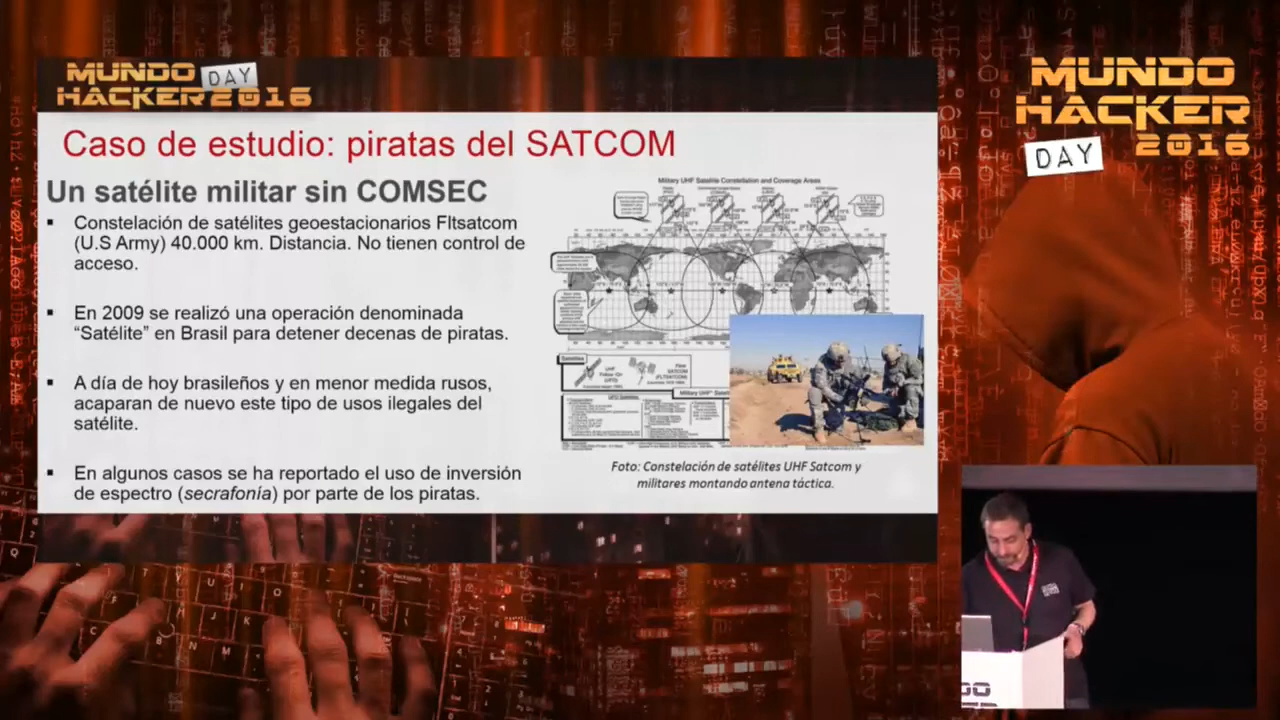 MUNDO DAY
HACKER 2016
Caso de estudio: piratas del SATCOM
Un satélite militar sin COMSEC
Constelación de satélites geoestacionarios Fltsatcom
(U.S Army) 40.000 km. Distancia. No tienen control de
acceso.
En 2009 se realizó una operación denominada
“Satélite” en Brasil para detener decenas de piratas.
A día de hoy brasileños y en menor medida rusos,
acaparan de nuevo este tipo de usos ilegales del
satélite.
En algunos casos se ha reportado el uso de inversión
de espectro (secrafonía) por parte de los piratas.
Military UHF Satellite Constellation and Coverage Areas
Foto: Constelación de satélites UHF Satcom y
militares montando antena táctica.
MUNDO
HACKER
DAY 2016